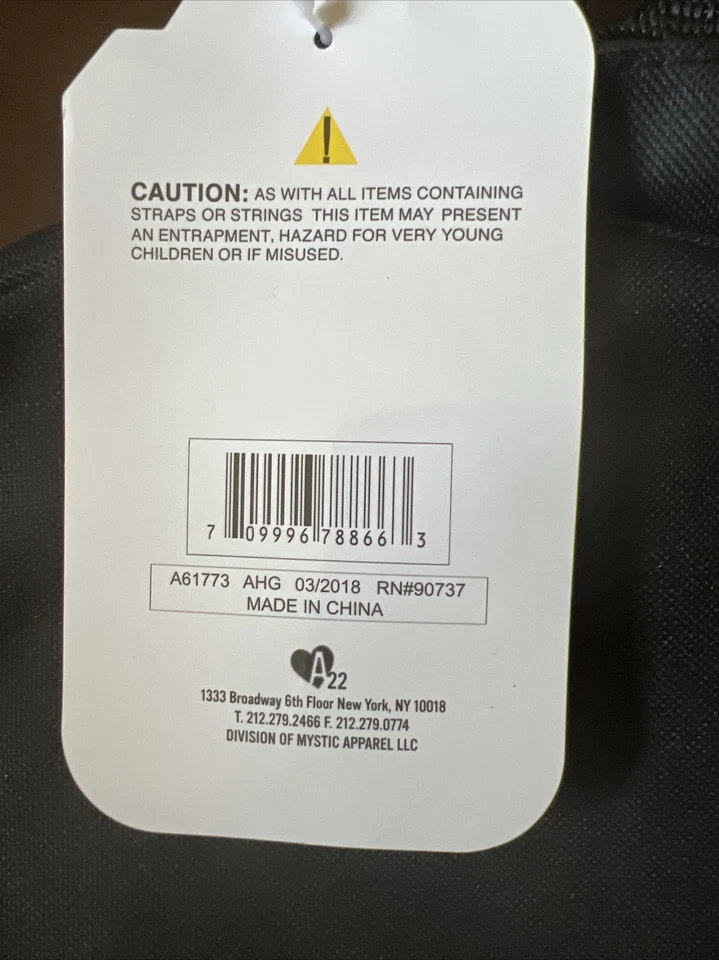 CAUTION: AS WITH ALL ITEMS CONTAINING
STRAPS OR STRINGS THIS ITEM MAY PRESENT
AN ENTRAPMENT, HAZARD FOR VERY YOUNG
CHILDREN OR IF MISUSED.
7 09996 78866 3
A61773 AHG 03/2018 RN#90737
MADE IN CHINA
A22
1333 Broadway 6th Floor New York, NY 10018
T. 212.279.2466 F. 212.279.0774
DIVISION OF MYSTIC APPAREL LLC